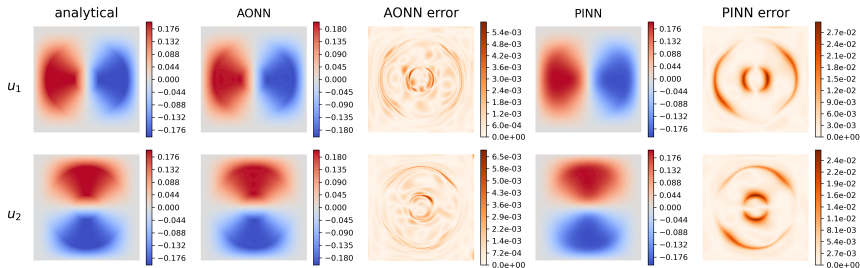 analytical AONN AONN error PINN PINN error
u1
0.176 0.132 0.088 0.044 0.000 −0.044 −0.088 −0.132 −0.176
0.180 0.135 0.090 0.045 0.000 −0.045 −0.090 −0.135 −0.180
5.4e-03 4.8e-03 4.2e-03 3.6e-03 3.0e-03 2.4e-03 1.8e-03 1.2e-03 6.0e-04 0.0e+00
0.176 0.132 0.088 0.044 0.000 −0.044 −0.088 −0.132 −0.176
2.7e-02 2.4e-02 2.1e-02 1.8e-02 1.5e-02 1.2e-02 9.0e-03 6.0e-03 3.0e-03 0.0e+00
u2
0.176 0.132 0.088 0.044 0.000 −0.044 −0.088 −0.132 −0.176
0.180 0.135 0.090 0.045 0.000 −0.045 −0.090 −0.135 −0.180
6.5e-03 5.8e-03 5.0e-03 4.3e-03 3.6e-03 2.9e-03 2.2e-03 1.4e-03 7.2e-04 0.0e+00
0.176 0.132 0.088 0.044 0.000 −0.044 −0.088 −0.132 −0.176
2.4e-02 2.2e-02 1.9e-02 1.6e-02 1.4e-02 1.1e-02 8.1e-03 5.4e-03 2.7e-03 0.0e+00